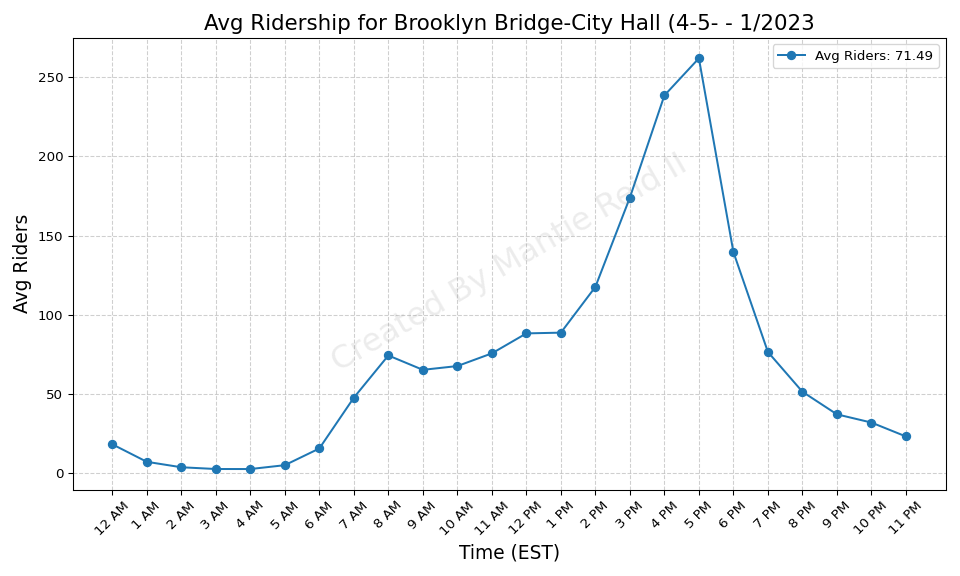 Avg Ridership for Brooklyn Bridge-City Hall (4-5- - 1/2023
Avg Riders: 71.49
250
200
150
100
50
0
Avg Riders
Created By Mantie Reid II
12 AM
1 AM
2 AM
3 AM
4 AM
5 AM
6 AM
7 AM
8 AM
9 AM
10 AM
11 AM
12 PM
1 PM
2 PM
3 PM
4 PM
5 PM
6 PM
7 PM
8 PM
9 PM
10 PM
11 PM
Time (EST)